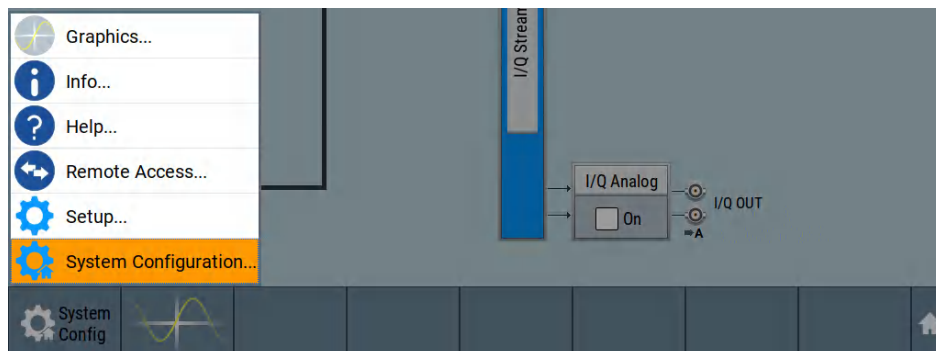 Graphics...
Info...
Help...
Remote Access...
Setup...
System Configuration...
I/Q Stream
I/Q Analog
On
I/Q OUT
⇒A
System
Config